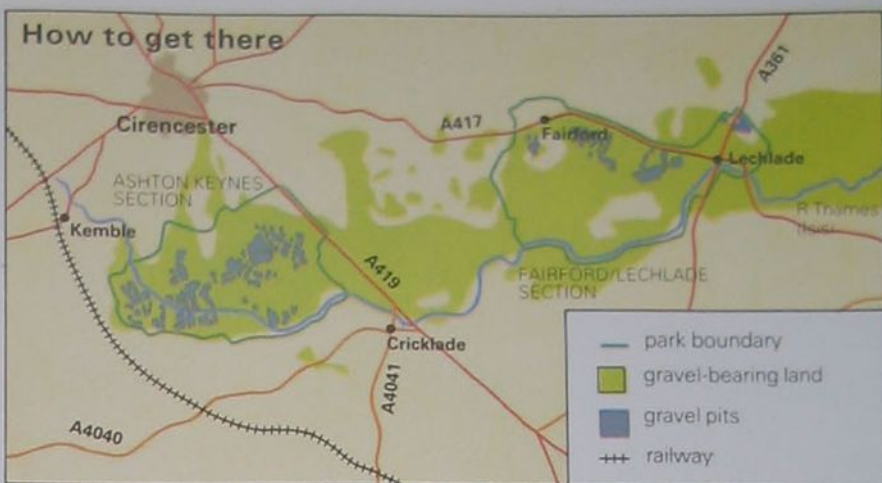 How to get there
A361
A417
Fairford
Cirencester
Lechlade
ASHTON KEYNES
SECTION
R Thames
(Isis)
Kemble
A419
FAIRFORD/LECHLADE
SECTION
Cricklade
A4041
A4040
park boundary
gravel-bearing land
gravel pits
railway